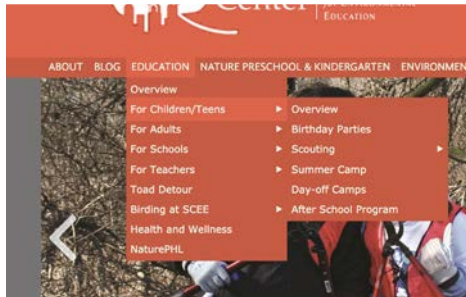 Center
FOR ENVIRONMENTAL
EDUCATION
ABOUT BLOG EDUCATION NATURE PRESCHOOL & KINDERGARTEN
Overview
For Children/Teens
For Adults
For Schools
For Teachers
Toad Detour
Birding at SCEE
Health and Wellness
NaturePHL
Overview
Birthday Parties
Scouting
Summer Camp
Day-off Camps
After School Program